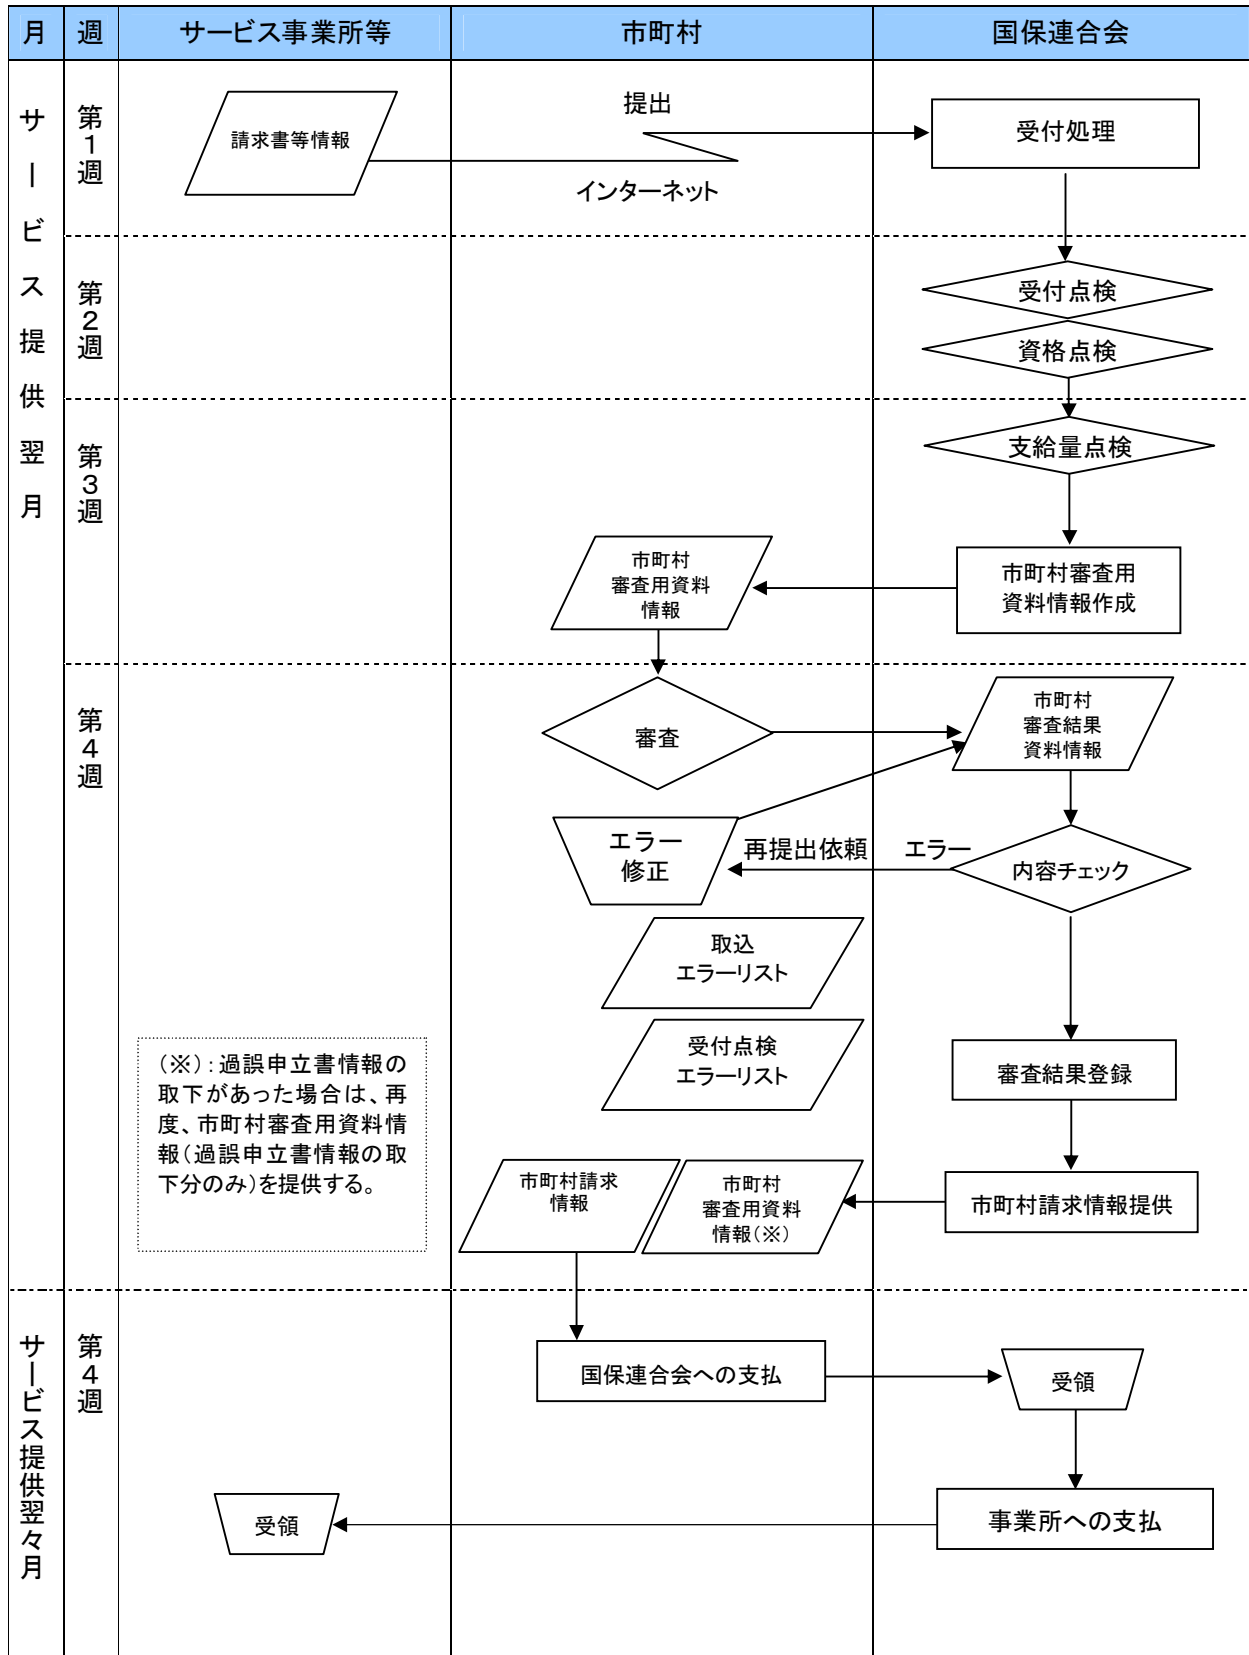 月 週 サービス事業所等 市町村 国保連合会
サービス提供翌月
第1週
請求書等情報
提出
インターネット
受付処理
第2週
受付点検
資格点検
第3週
支給量点検
市町村
審査用資料
情報
市町村審査用
資料情報作成
第4週
審査
市町村
審査結果
資料情報
エラー
修正
再提出依頼
エラー
内容チェック
取込
エラーリスト
受付点検
エラーリスト
審査結果登録
(※):過誤申立書情報の
取下があった場合は、再
度、市町村審査用資料情
報(過誤申立書情報の取
下分のみ)を提供する。
市町村請求
情報
市町村
審査用資料
情報(※)
市町村請求情報提供
サービス提供翌々月
第4週
国保連合会への支払
受領
受領
事業所への支払